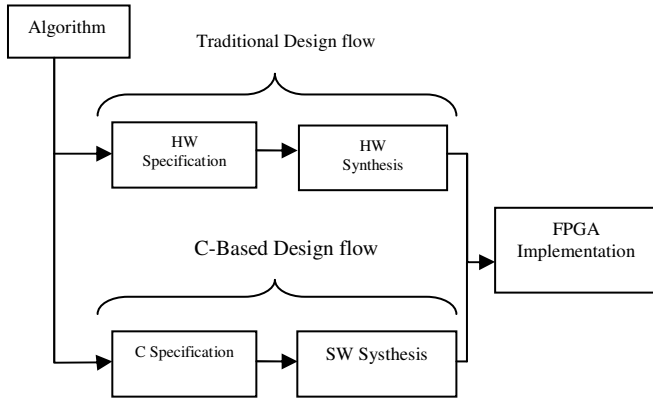 Algorithm
Traditional Design flow
HW
Specification
HW
Synthesis
FPGA
Implementation
C-Based Design flow
C Specification
SW Systhesis